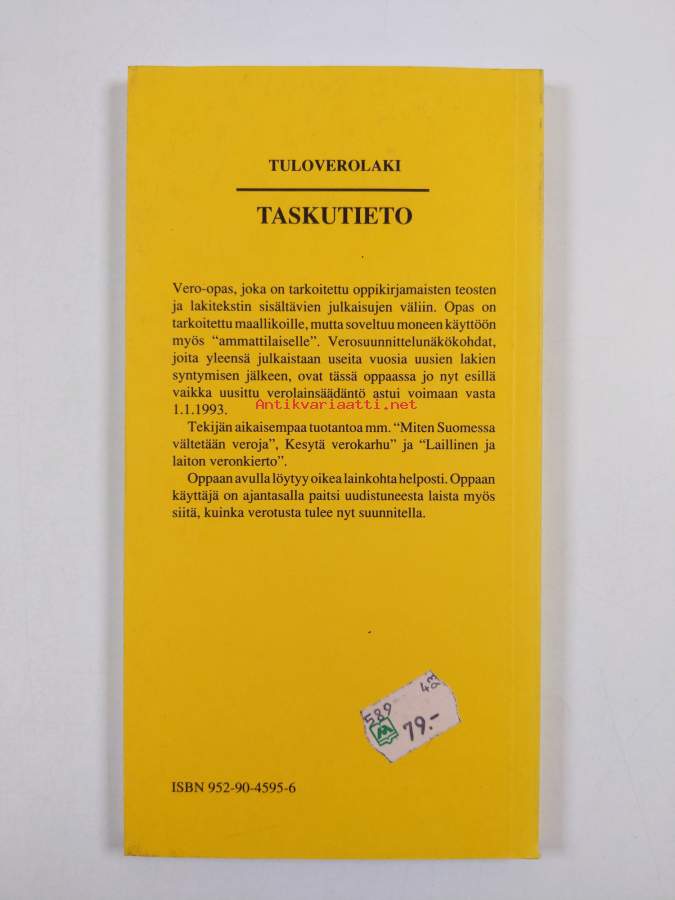 TULOVEROLAKI
TASKUTIETO
Vero-opas, joka on tarkoitettu oppikirjamaisten teosten
ja lakitekstin sisältävien julkaisujen väliin. Opas on
tarkoitettu maallikoille, mutta soveltuu moneen käyttöön
myös “ammattilaiselle”. Verosuunnittelunäkökohdat,
joita yleensä julkaistaan useita vuosia uusien lakien
syntymisen jälkeen, ovat tässä oppaassa jo nyt esillä
vaikka uusittu verolainsäädäntö astui voimaan vasta
1.1.1993.
Antikvariaatti.net
Tekijän aikaisempaa tuotantoa mm. “Miten Suomessa
vältetään veroja”, Kesytä verokarhu” ja “Laillinen ja
laiton veronkierto”.
Oppaan avulla löytyy oikea lainkohta helposti. Oppaan
käyttäjä on ajantasalla paitsi uudistuneesta laista myös
siitä, kuinka verotusta tulee nyt suunnitella.
589
79.-
ISBN 952-90-4595-6